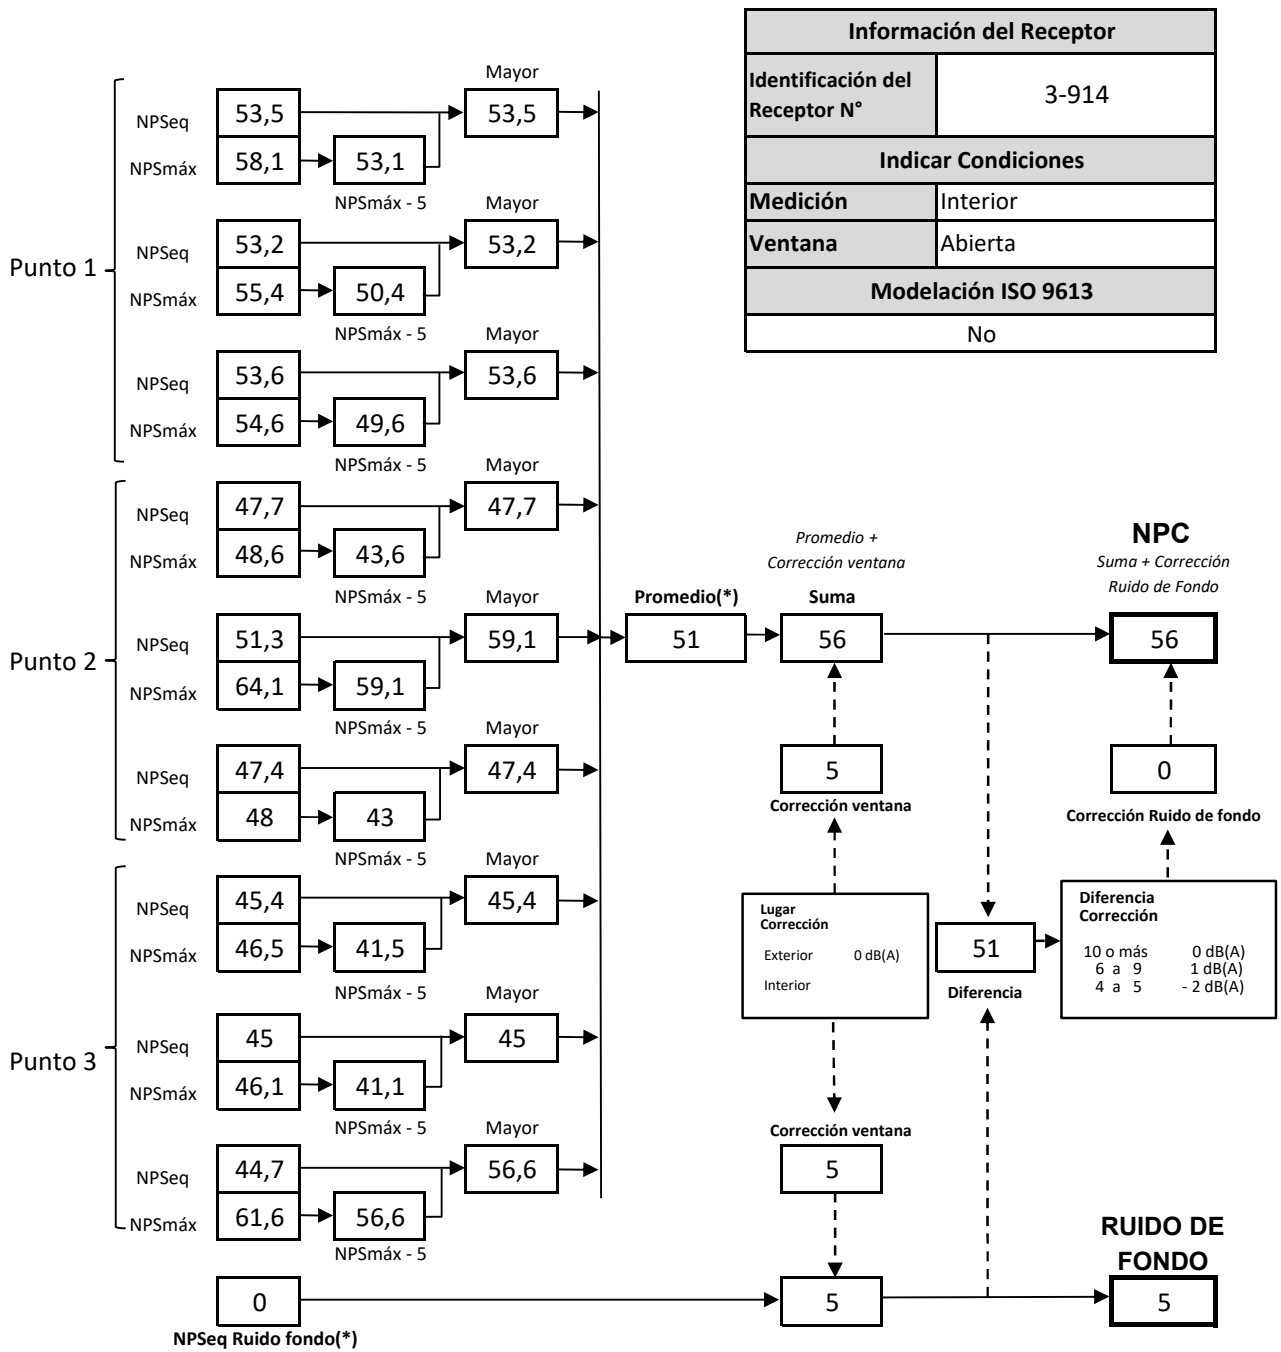 Información del Receptor
Identificación del Receptor N°
3-914
Indicar Condiciones
Medición
Interior
Ventana
Abierta
Modelación ISO 9613
No
Punto 1
Mayor
NPSeq
53,5
53,5
NPSmáx
58,1
53,1
NPSmáx - 5
Mayor
NPSeq
53,2
53,2
NPSmáx
55,4
50,4
NPSmáx - 5
Mayor
NPSeq
53,6
53,6
NPSmáx
54,6
49,6
NPSmáx - 5
Punto 2
Mayor
NPSeq
47,7
47,7
NPSmáx
48,6
43,6
NPSmáx - 5
Mayor
NPSeq
51,3
59,1
NPSmáx
64,1
59,1
NPSmáx - 5
Mayor
NPSeq
47,4
47,4
NPSmáx
48
43
NPSmáx - 5
Punto 3
Mayor
NPSeq
45,4
45,4
NPSmáx
46,5
41,5
NPSmáx - 5
Mayor
NPSeq
45
45
NPSmáx
46,1
41,1
NPSmáx - 5
Mayor
NPSeq
44,7
56,6
NPSmáx
61,6
56,6
NPSmáx - 5
0
NPSeq Ruido fondo(*)
Promedio(*)
51
Promedio +
Corrección ventana
Suma
56
5
Corrección ventana
Lugar
Corrección
Exterior 0 dB(A)
Interior
Corrección ventana
5
5
51
Diferencia
NPC
Suma + Corrección
Ruido de Fondo
56
0
Corrección Ruido de fondo
Diferencia
Corrección
10 o más 0 dB(A)
6 a 9 1 dB(A)
4 a 5 - 2 dB(A)
RUIDO DE
FONDO
5